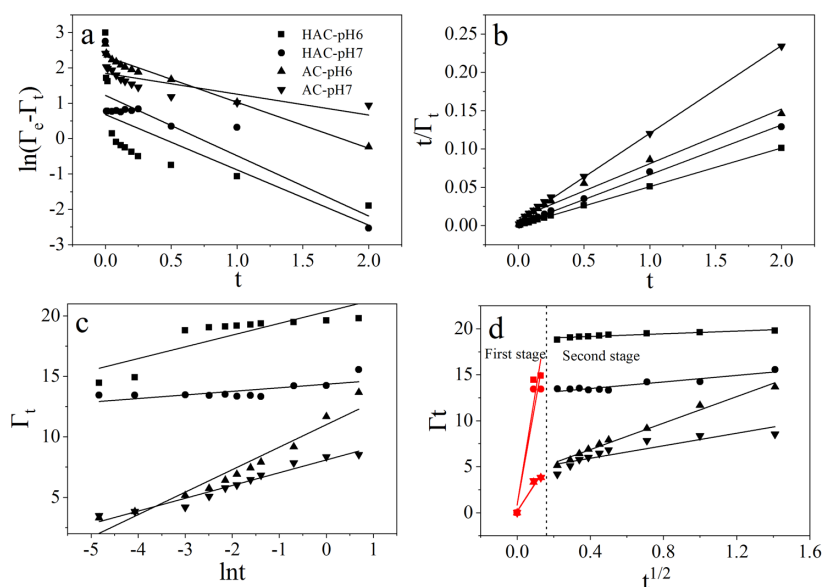 a
HAC-pH6
HAC-pH7
AC-pH6
AC-pH7
ln(Γe-Γt)
3
2
1
0
-1
-2
-3
0.0 0.5 1.0 1.5 2.0
t
b
t/Γt
0.25
0.20
0.15
0.10
0.05
0.00
0.0 0.5 1.0 1.5 2.0
t
c
Γt
20
15
10
5
-5 -4 -3 -2 -1 0 1
lnt
d
First stage Second stage
Γt
20
15
10
5
0
0.0 0.4 0.8 1.2 1.6
t1/2